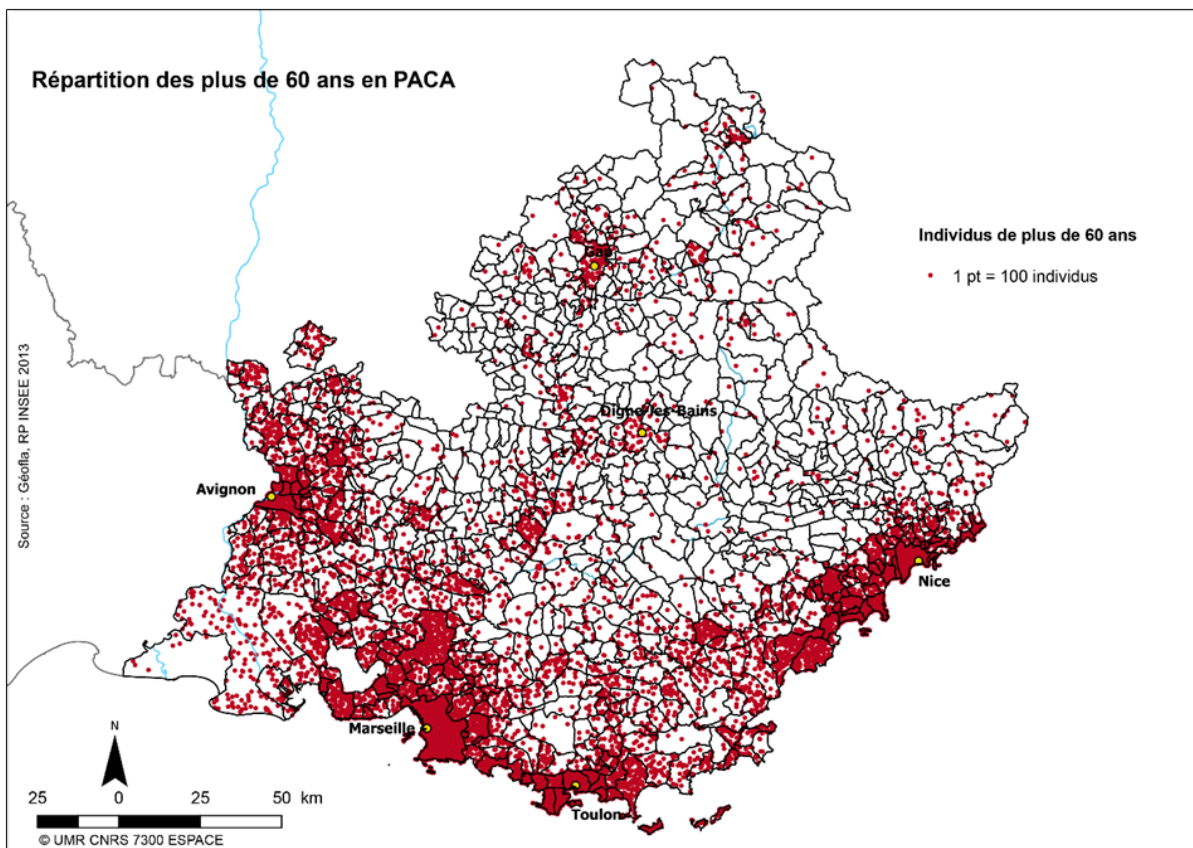 Répartition des plus de 60 ans en PACA
Individus de plus de 60 ans
1 pt = 100 individus
Gap
Digne-les-Bains
Avignon
Nice
Marseille
Toulon
Source : Géofla, RP INSEE 2013
N
25 0 25 50 km
© UMR CNRS 7300 ESPACE